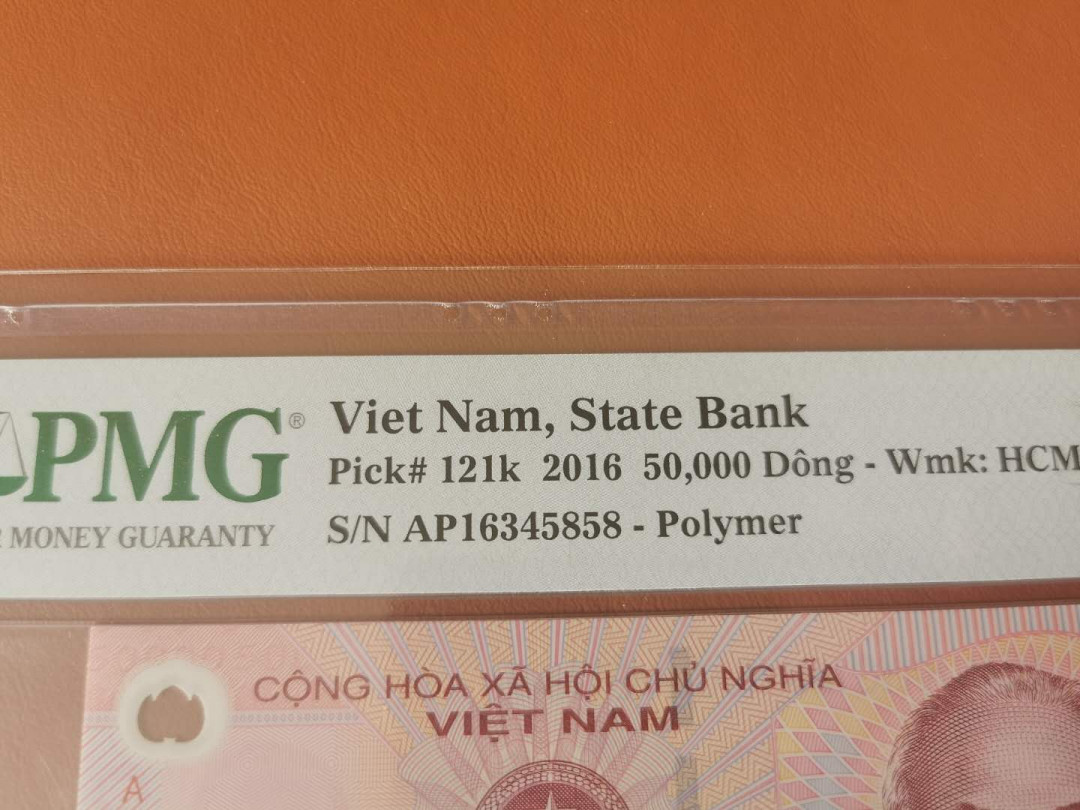 PMG®
MONEY GUARANTY
Viet Nam, State Bank
Pick# 121k 2016 50,000 Dông - Wmk: HCM
S/N AP16345858 - Polymer
CỘNG HÒA XÃ HỘI CHỦ NGHĨA
VIỆT NAM
A